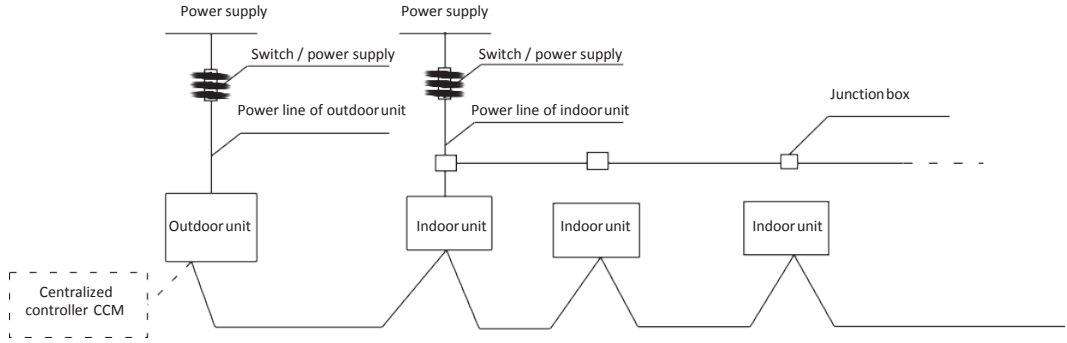 Power supply
Power supply
Switch / power supply
Switch / power supply
Power line of outdoor unit
Power line of indoor unit
Junction box
Outdoor unit
Indoor unit
Indoor unit
Indoor unit
Centralized
controller CCM